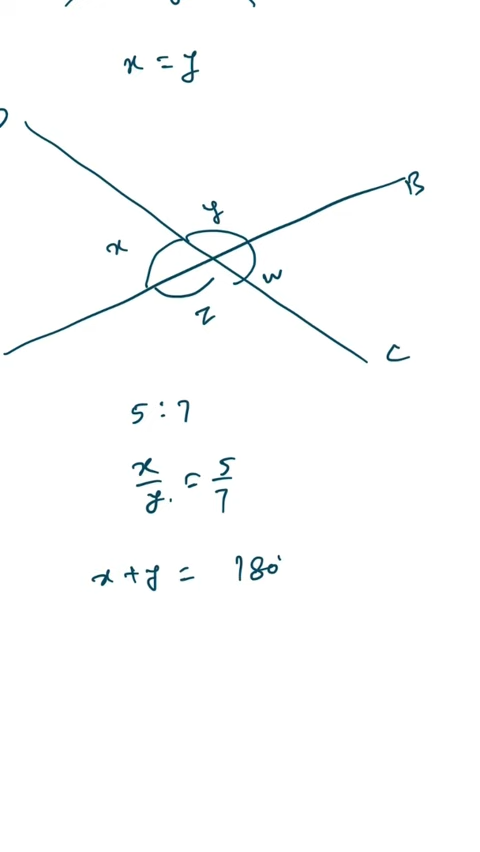 x = y
B
y
x
w
z
C
5 : 7
x/y. = 5/7
x + y = 180°